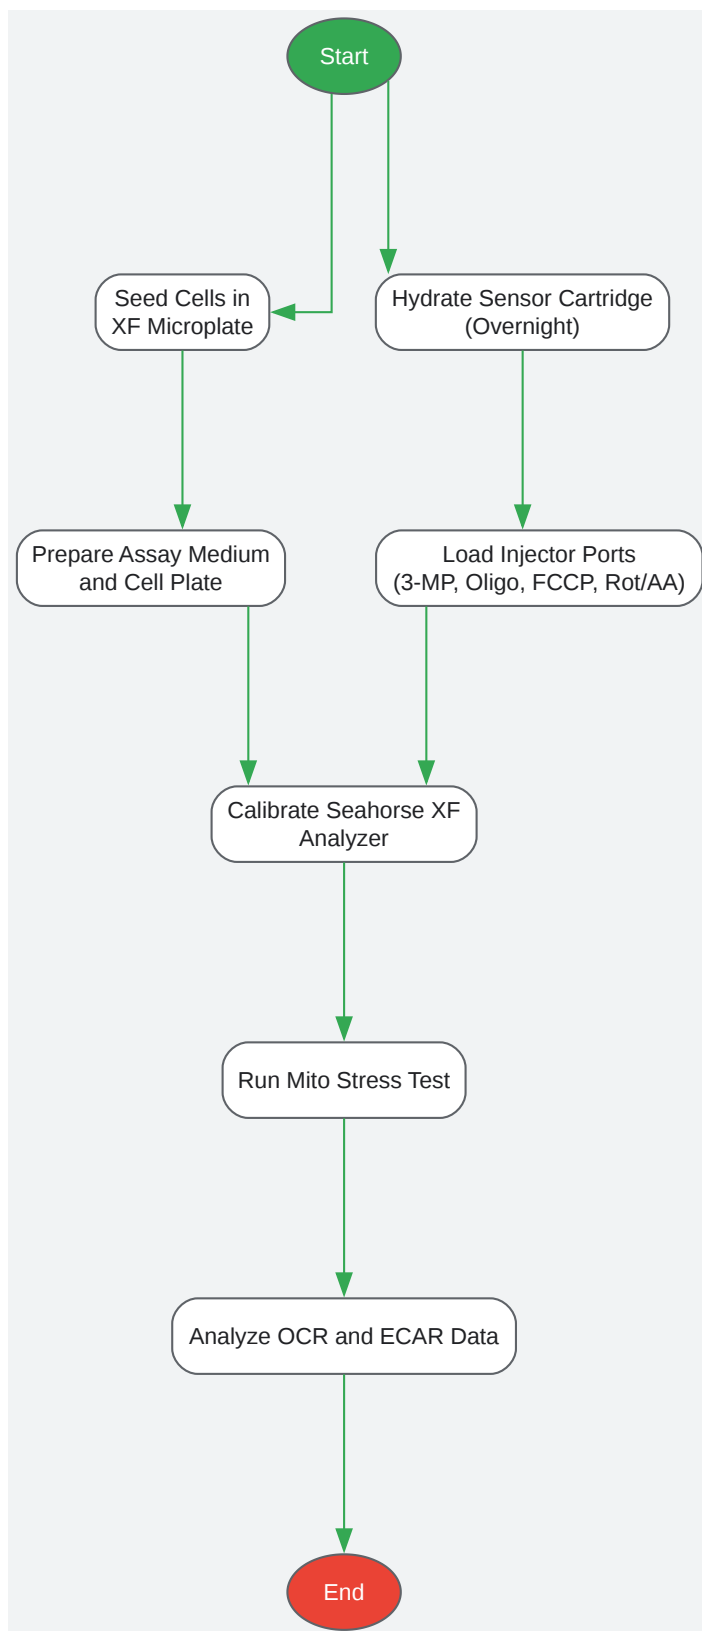 Start
Seed Cells in
XF Microplate
Hydrate Sensor Cartridge
(Overnight)
Prepare Assay Medium
and Cell Plate
Load Injector Ports
(3-MP, Oligo, FCCP, Rot/AA)
Calibrate Seahorse XF
Analyzer
Run Mito Stress Test
Analyze OCR and ECAR Data
End